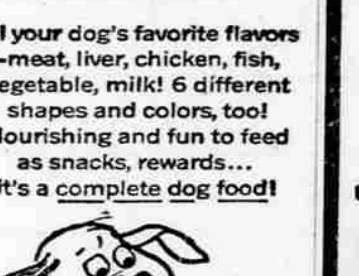 l your dog's favorite flavors
-meat, liver, chicken, fish,
egetable, milk! 6 different
shapes and colors, too!
lourishing and fun to feed
as snacks, rewards...
it's a complete dog food!